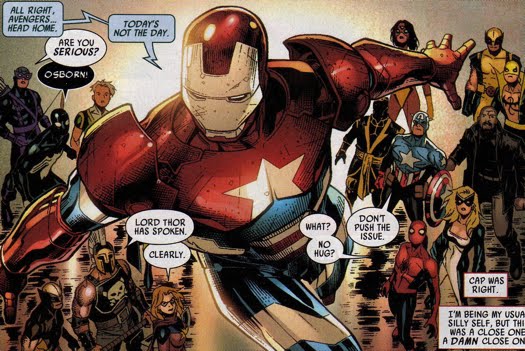 ALL RIGHT,
AVENGERS...
HEAD HOME.
TODAY'S
NOT THE DAY.
ARE YOU
SERIOUS?
OSBORN!
LORD THOR
HAS SPOKEN.
CLEARLY.
WHAT?
NO
HUG?
DON'T
PUSH THE
ISSUE.
CAP WAS
RIGHT.
I'M BEING MY USUA
SILLY SELF, BUT TH
WAS A CLOSE ONE
A DAMN CLOSE ON